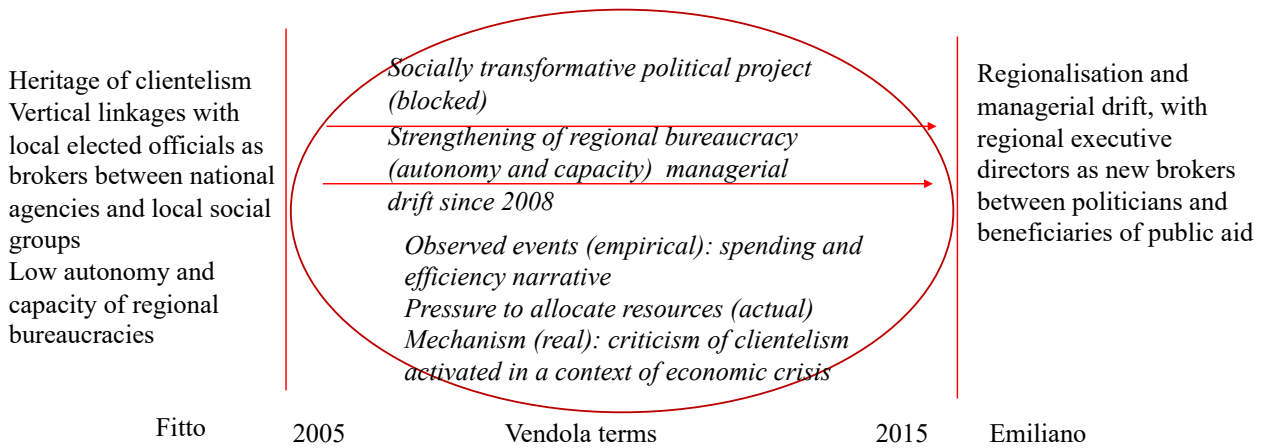 Heritage of clientelism
Vertical linkages with
local elected officials as
brokers between national
agencies and local social
groups
Low autonomy and
capacity of regional
bureaucracies
Socially transformative political project
(blocked)
Strengthening of regional bureaucracy
(autonomy and capacity) managerial
drift since 2008
Observed events (empirical): spending and
efficiency narrative
Pressure to allocate resources (actual)
Mechanism (real): criticism of clientelism
activated in a context of economic crisis
Regionalisation and
managerial drift, with
regional executive
directors as new brokers
between politicians and
beneficiaries of public aid
Fitto
2005
Vendola terms
2015
Emiliano